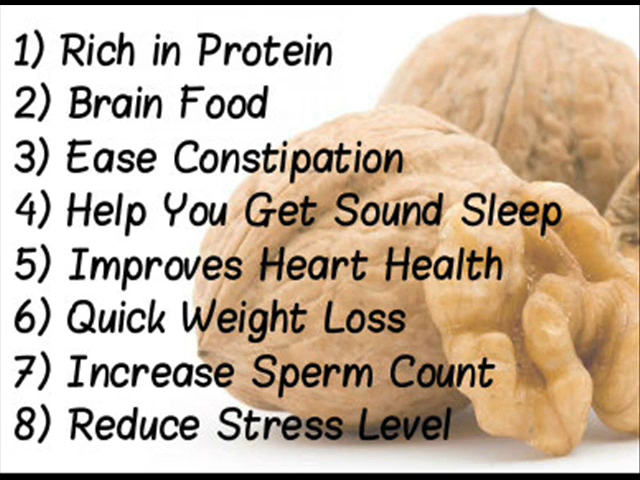 1) Rich in Protein
2) Brain Food
3) Ease Constipation
4) Help You Get Sound Sleep
5) Improves Heart Health
6) Quick Weight Loss
7) Increase Sperm Count
8) Reduce Stress Level